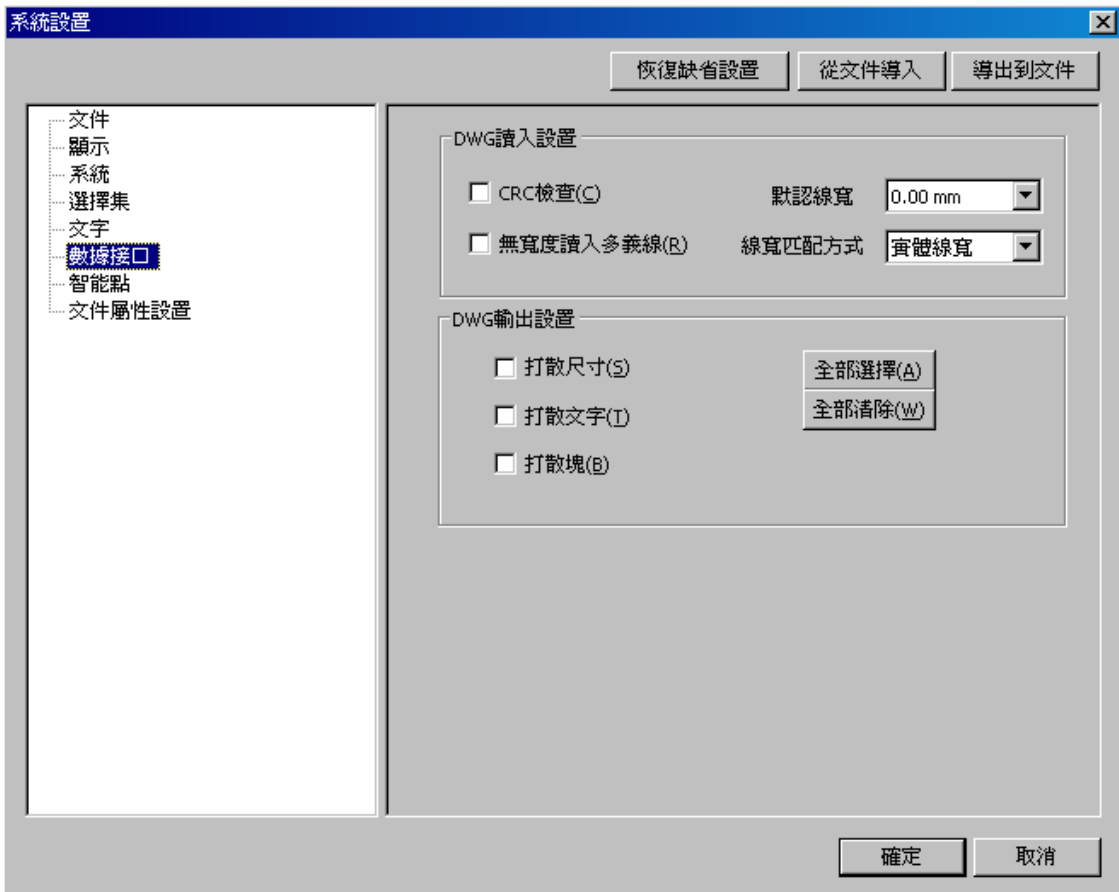 系統設置
恢復缺省設置 從文件導入 導出到文件
文件
顯示
系統
選擇集
文字
數據接口
智能點
文件屬性設置
DWG讀入設置
CRC檢查(C) 默認線寬 0.00 mm
無寬度讀入多義線(R) 線寬匹配方式 實體線寬
DWG輸出設置
打散尺寸(S) 全部選擇(A)
打散文字(T) 全部清除(W)
打散塊(B)
確定 取消